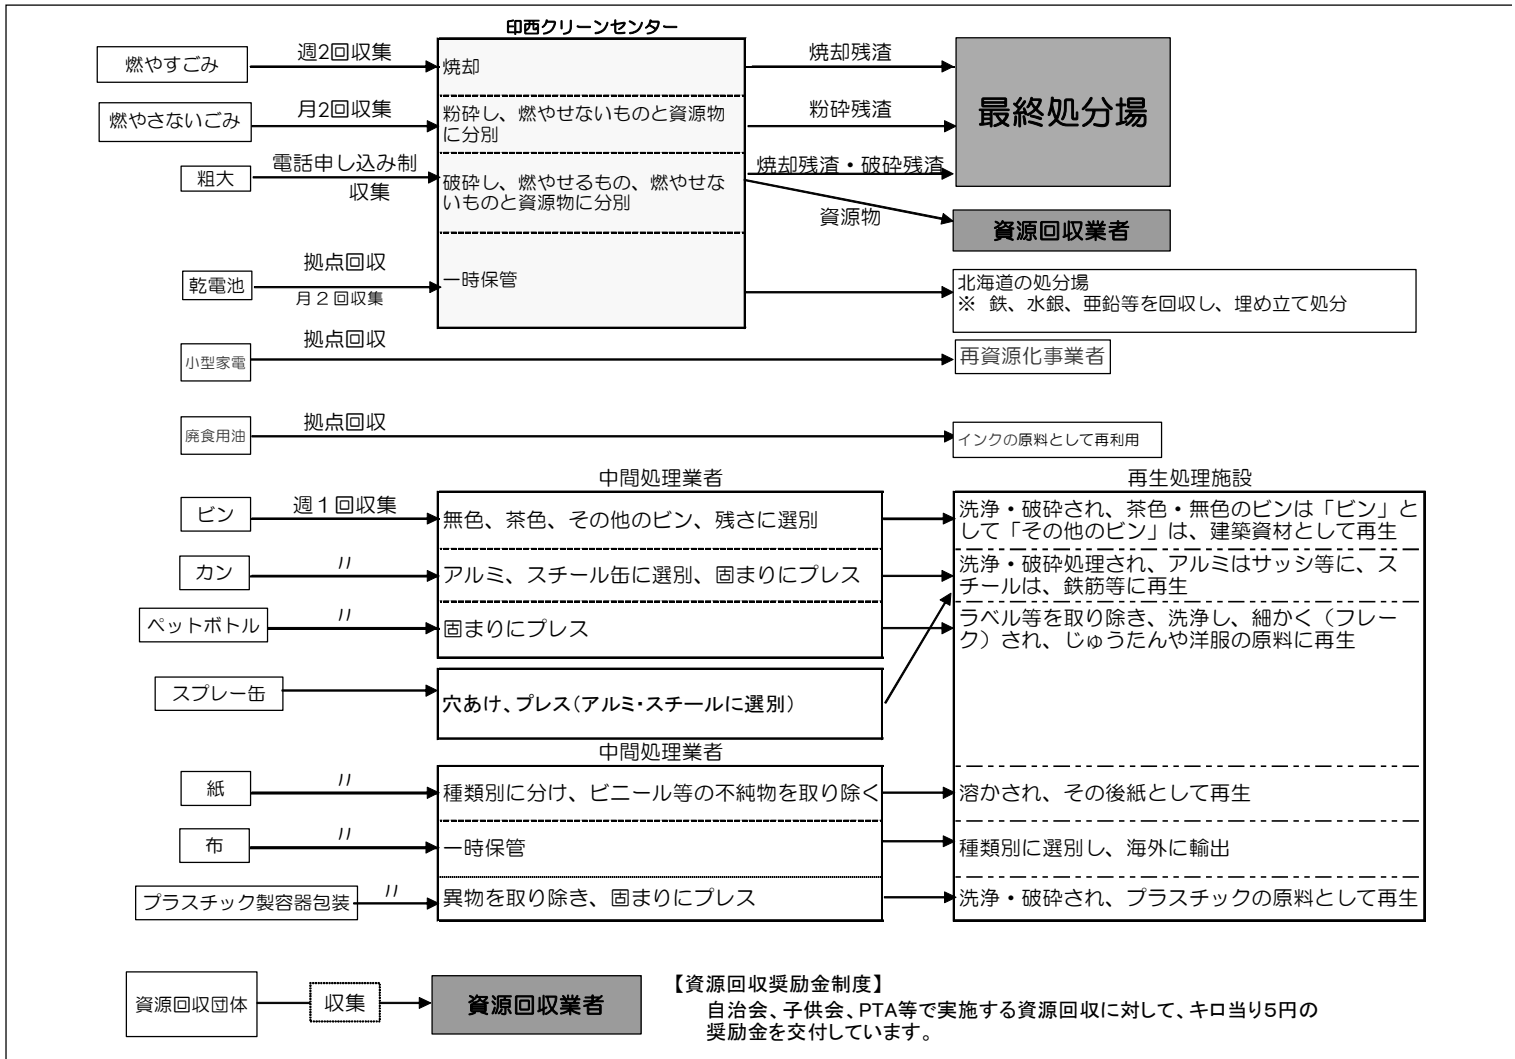 印西クリーンセンター
燃やすごみ
週2回収集
焼却
焼却残渣
最終処分場
燃やさないごみ
月2回収集
粉砕し、燃やせないものと資源物
に分別
粉砕残渣
粗大
電話申し込み制
収集
破砕し、燃やせるもの、燃やせな
いものと資源物に分別
焼却残渣・破砕残渣
資源物
資源回収業者
乾電池
拠点回収
月２回収集
一時保管
北海道の処分場
※ 鉄、水銀、亜鉛等を回収し、埋め立て処分
小型家電
拠点回収
再資源化事業者
廃食用油
拠点回収
インクの原料として再利用
中間処理業者
再生処理施設
ビン
週１回収集
無色、茶色、その他のビン、残さに選別
洗浄・破砕され、茶色・無色のビンは「ビン」と
して「その他のビン」は、建築資材として再生
カン
〃
アルミ、スチール缶に選別、固まりにプレス
洗浄・破砕処理され、アルミはサッシ等に、ス
チールは、鉄筋等に再生
ペットボトル
〃
固まりにプレス
ラベル等を取り除き、洗浄し、細かく（フレー
ク）され、じゅうたんや洋服の原料に再生
スプレー缶
穴あけ、プレス(アルミ・スチールに選別)
中間処理業者
紙
〃
種類別に分け、ビニール等の不純物を取り除く
溶かされ、その後紙として再生
布
〃
一時保管
種類別に選別し、海外に輸出
プラスチック製容器包装
〃
異物を取り除き、固まりにプレス
洗浄・破砕され、プラスチックの原料として再生
資源回収団体
収集
資源回収業者
【資源回収奨励金制度】
自治会、子供会、PTA等で実施する資源回収に対して、キロ当り5円の
奨励金を交付しています。